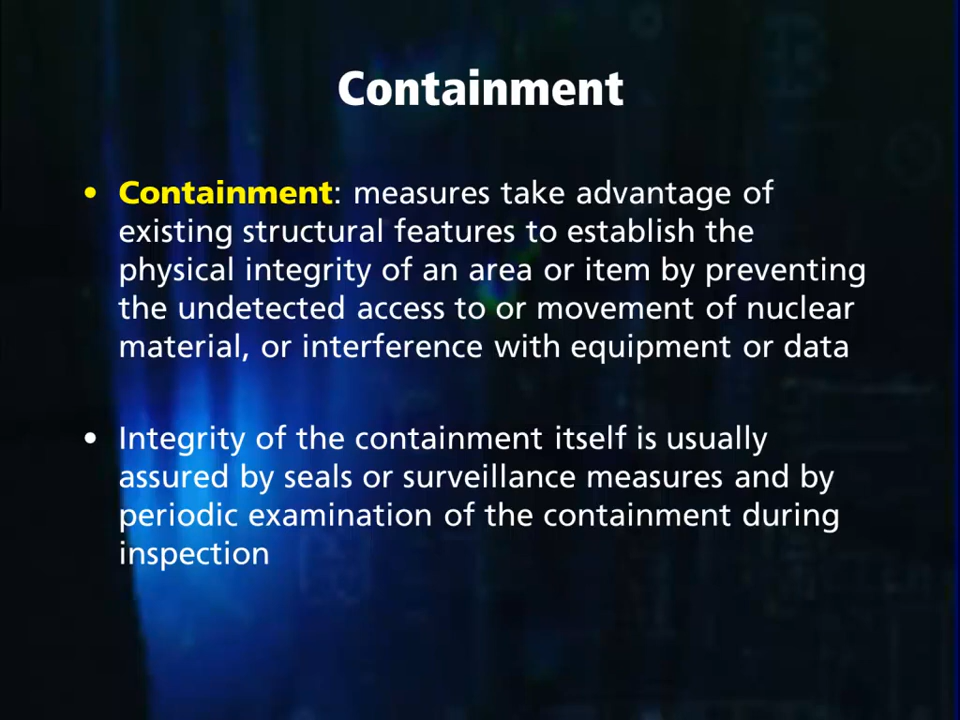 Containment
• Containment: measures take advantage of
existing structural features to establish the
physical integrity of an area or item by preventing
the undetected access to or movement of nuclear
material, or interference with equipment or data
• Integrity of the containment itself is usually
assured by seals or surveillance measures and by
periodic examination of the containment during
inspection